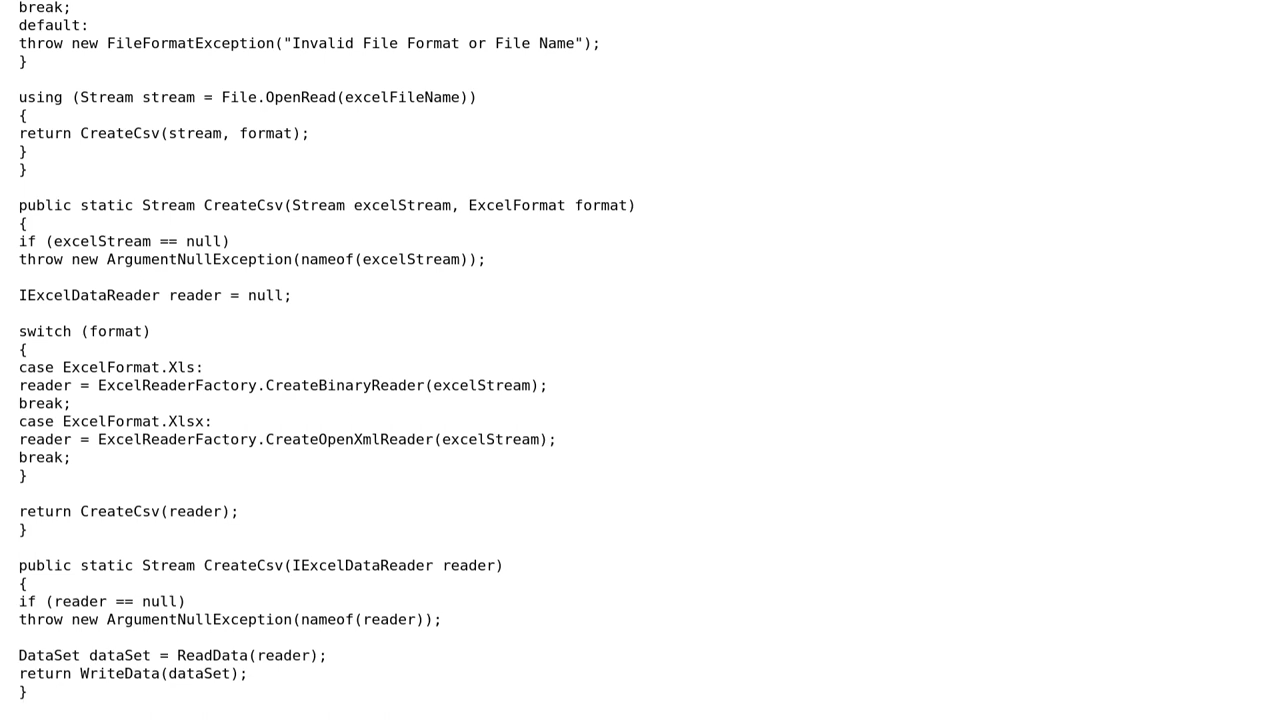 break;
default:
throw new FileFormatException("Invalid File Format or File Name");
}

using (Stream stream = File.OpenRead(excelFileName))
{
return CreateCsv(stream, format);
}
}

public static Stream CreateCsv(Stream excelStream, ExcelFormat format)
{
if (excelStream == null)
throw new ArgumentNullException(nameof(excelStream));

IExcelDataReader reader = null;

switch (format)
{
case ExcelFormat.Xls:
reader = ExcelReaderFactory.CreateBinaryReader(excelStream);
break;
case ExcelFormat.Xlsx:
reader = ExcelReaderFactory.CreateOpenXmlReader(excelStream);
break;
}

return CreateCsv(reader);
}

public static Stream CreateCsv(IExcelDataReader reader)
{
if (reader == null)
throw new ArgumentNullException(nameof(reader));

DataSet dataSet = ReadData(reader);
return WriteData(dataSet);
}